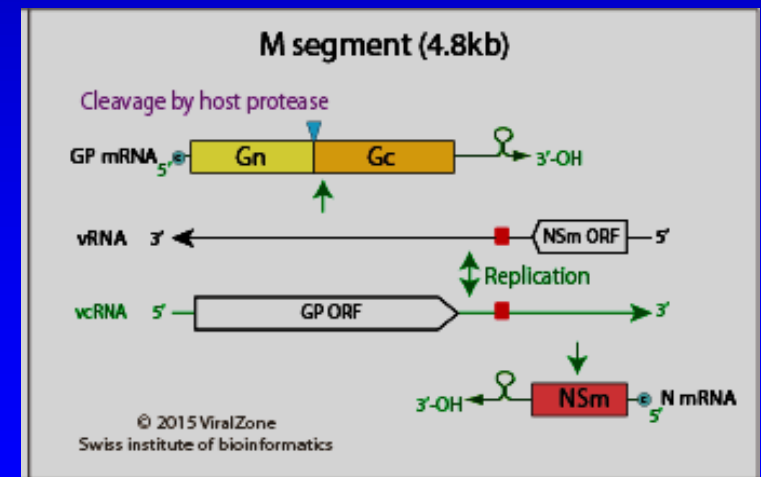 M segment (4.8kb)
Cleavage by host protease
GP mRNA 5' c Gn Gc 3'-OH
vRNA 3' NSm ORF 5'
Replication
vcRNA 5' GP ORF 3'
3'-OH NSm c N mRNA
5'
© 2015 ViralZone
Swiss institute of bioinformatics